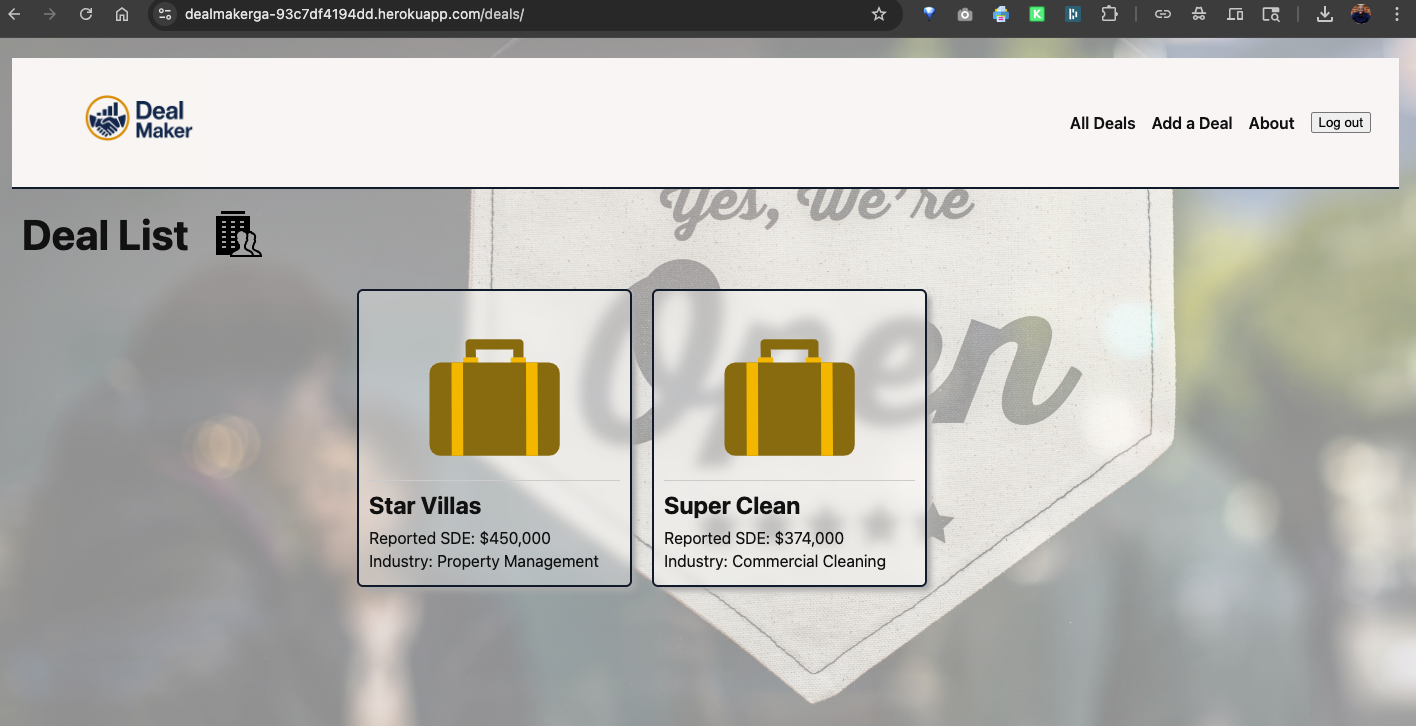 dealmakerga-93c7df4194dd.herokuapp.com/deals/
Deal
Maker
All Deals Add a Deal About Log out
Yes, We're
Deal List
Open
Star Villas
Reported SDE: $450,000
Industry: Property Management
Super Clean
Reported SDE: $374,000
Industry: Commercial Cleaning